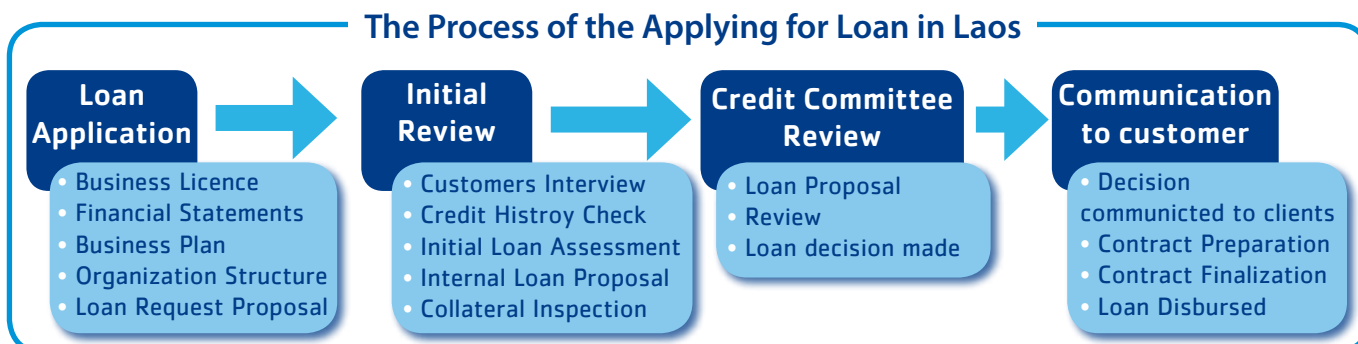 The Process of the Applying for Loan in Laos
Loan
Application
• Business Licence
• Financial Statements
• Business Plan
• Organization Structure
• Loan Request Proposal
Initial
Review
• Customers Interview
• Credit Histroy Check
• Initial Loan Assessment
• Internal Loan Proposal
• Collateral Inspection
Credit Committee
Review
• Loan Proposal
• Review
• Loan decision made
Communication
to customer
• Decision
communicted to clients
• Contract Preparation
• Contract Finalization
• Loan Disbursed